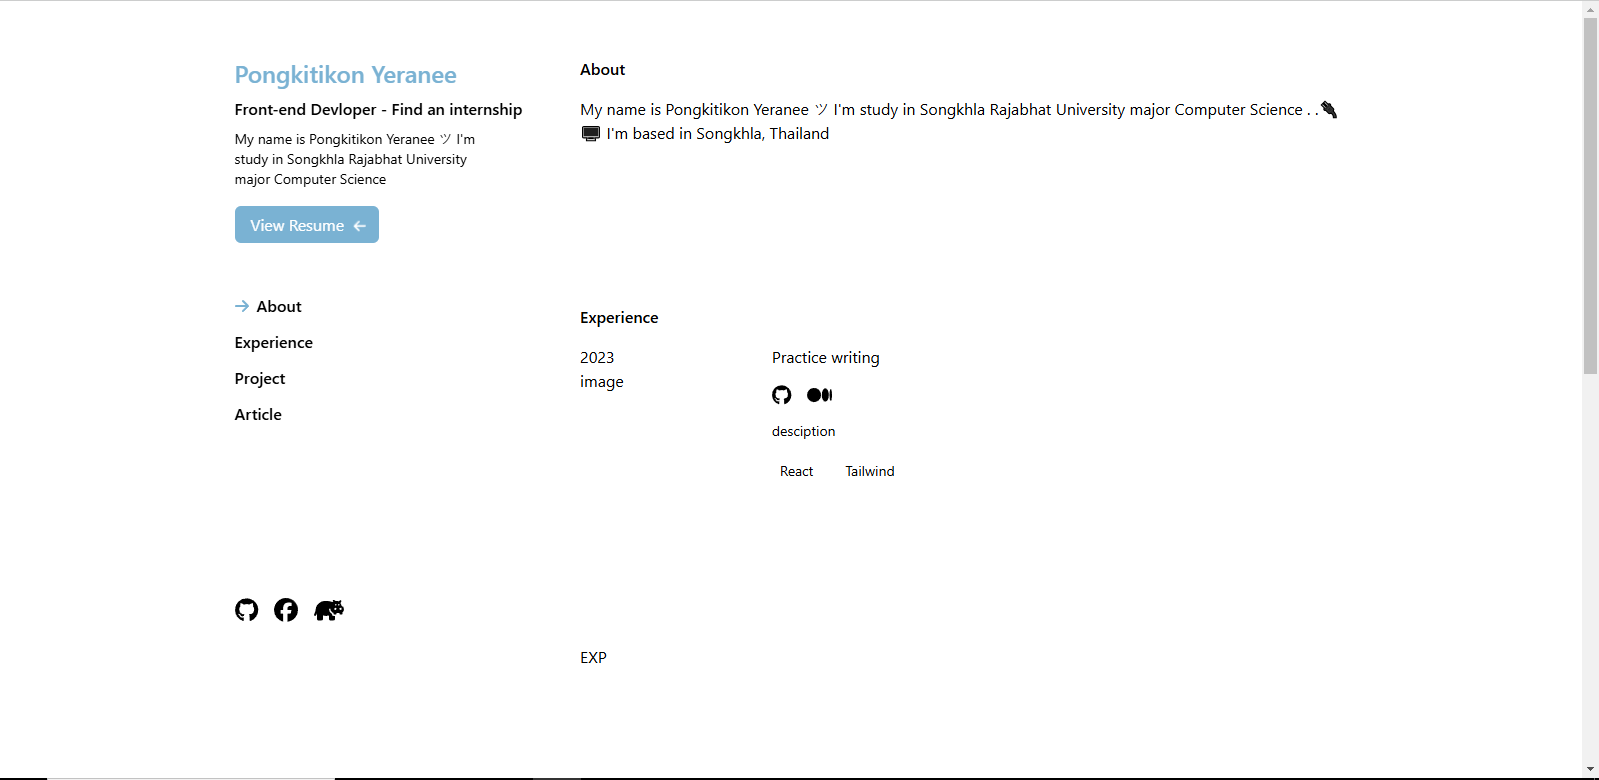 Pongkitikon Yeranee
Front-end Devloper - Find an internship
My name is Pongkitikon Yeranee ツ I'm
study in Songkhla Rajabhat University
major Computer Science
View Resume ←
→ About
Experience
Project
Article
About
My name is Pongkitikon Yeranee ツ I'm study in Songkhla Rajabhat University major Computer Science . .
I'm based in Songkhla, Thailand
Experience
2023
image
Practice writing
desciption
React Tailwind
EXP